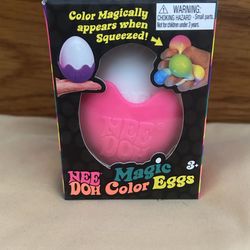 Color Magically
appears when
Squeezed!
WARNING:
CHOKING HAZARD - Small parts.
Not for children under 3 years.
NEE
DOH
NEE Magic
DOH Color Eggs
3+